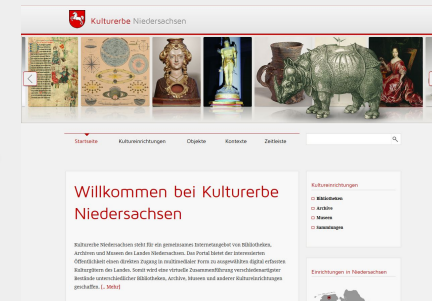 Kulturerbe Niedersachsen
Startseite Kultureinrichtungen Objekte Kontexte Zeitleiste
Willkommen bei Kulturerbe
Niedersachsen
Kulturerbe Niedersachsen steht für ein gemeinsames Internetangebot von Bibliotheken,
Archiven und Museen des Landes Niedersachsen. Das Portal bietet der interessierten
Öffentlichkeit einen direkten Zugang in multimedialer Form zu ausgewählten digital erfassten
Kulturgütern des Landes. Somit wird eine virtuelle Zusammenführung verschiedenartigster
Bestände unterschiedlicher Bibliotheken, Archive, Museen und anderer Kultureinrichtungen
geschaffen. [... Mehr]
Kultureinrichtungen
Bibliotheken
Archive
Museen
Sammlungen
Einrichtungen in Niedersachsen